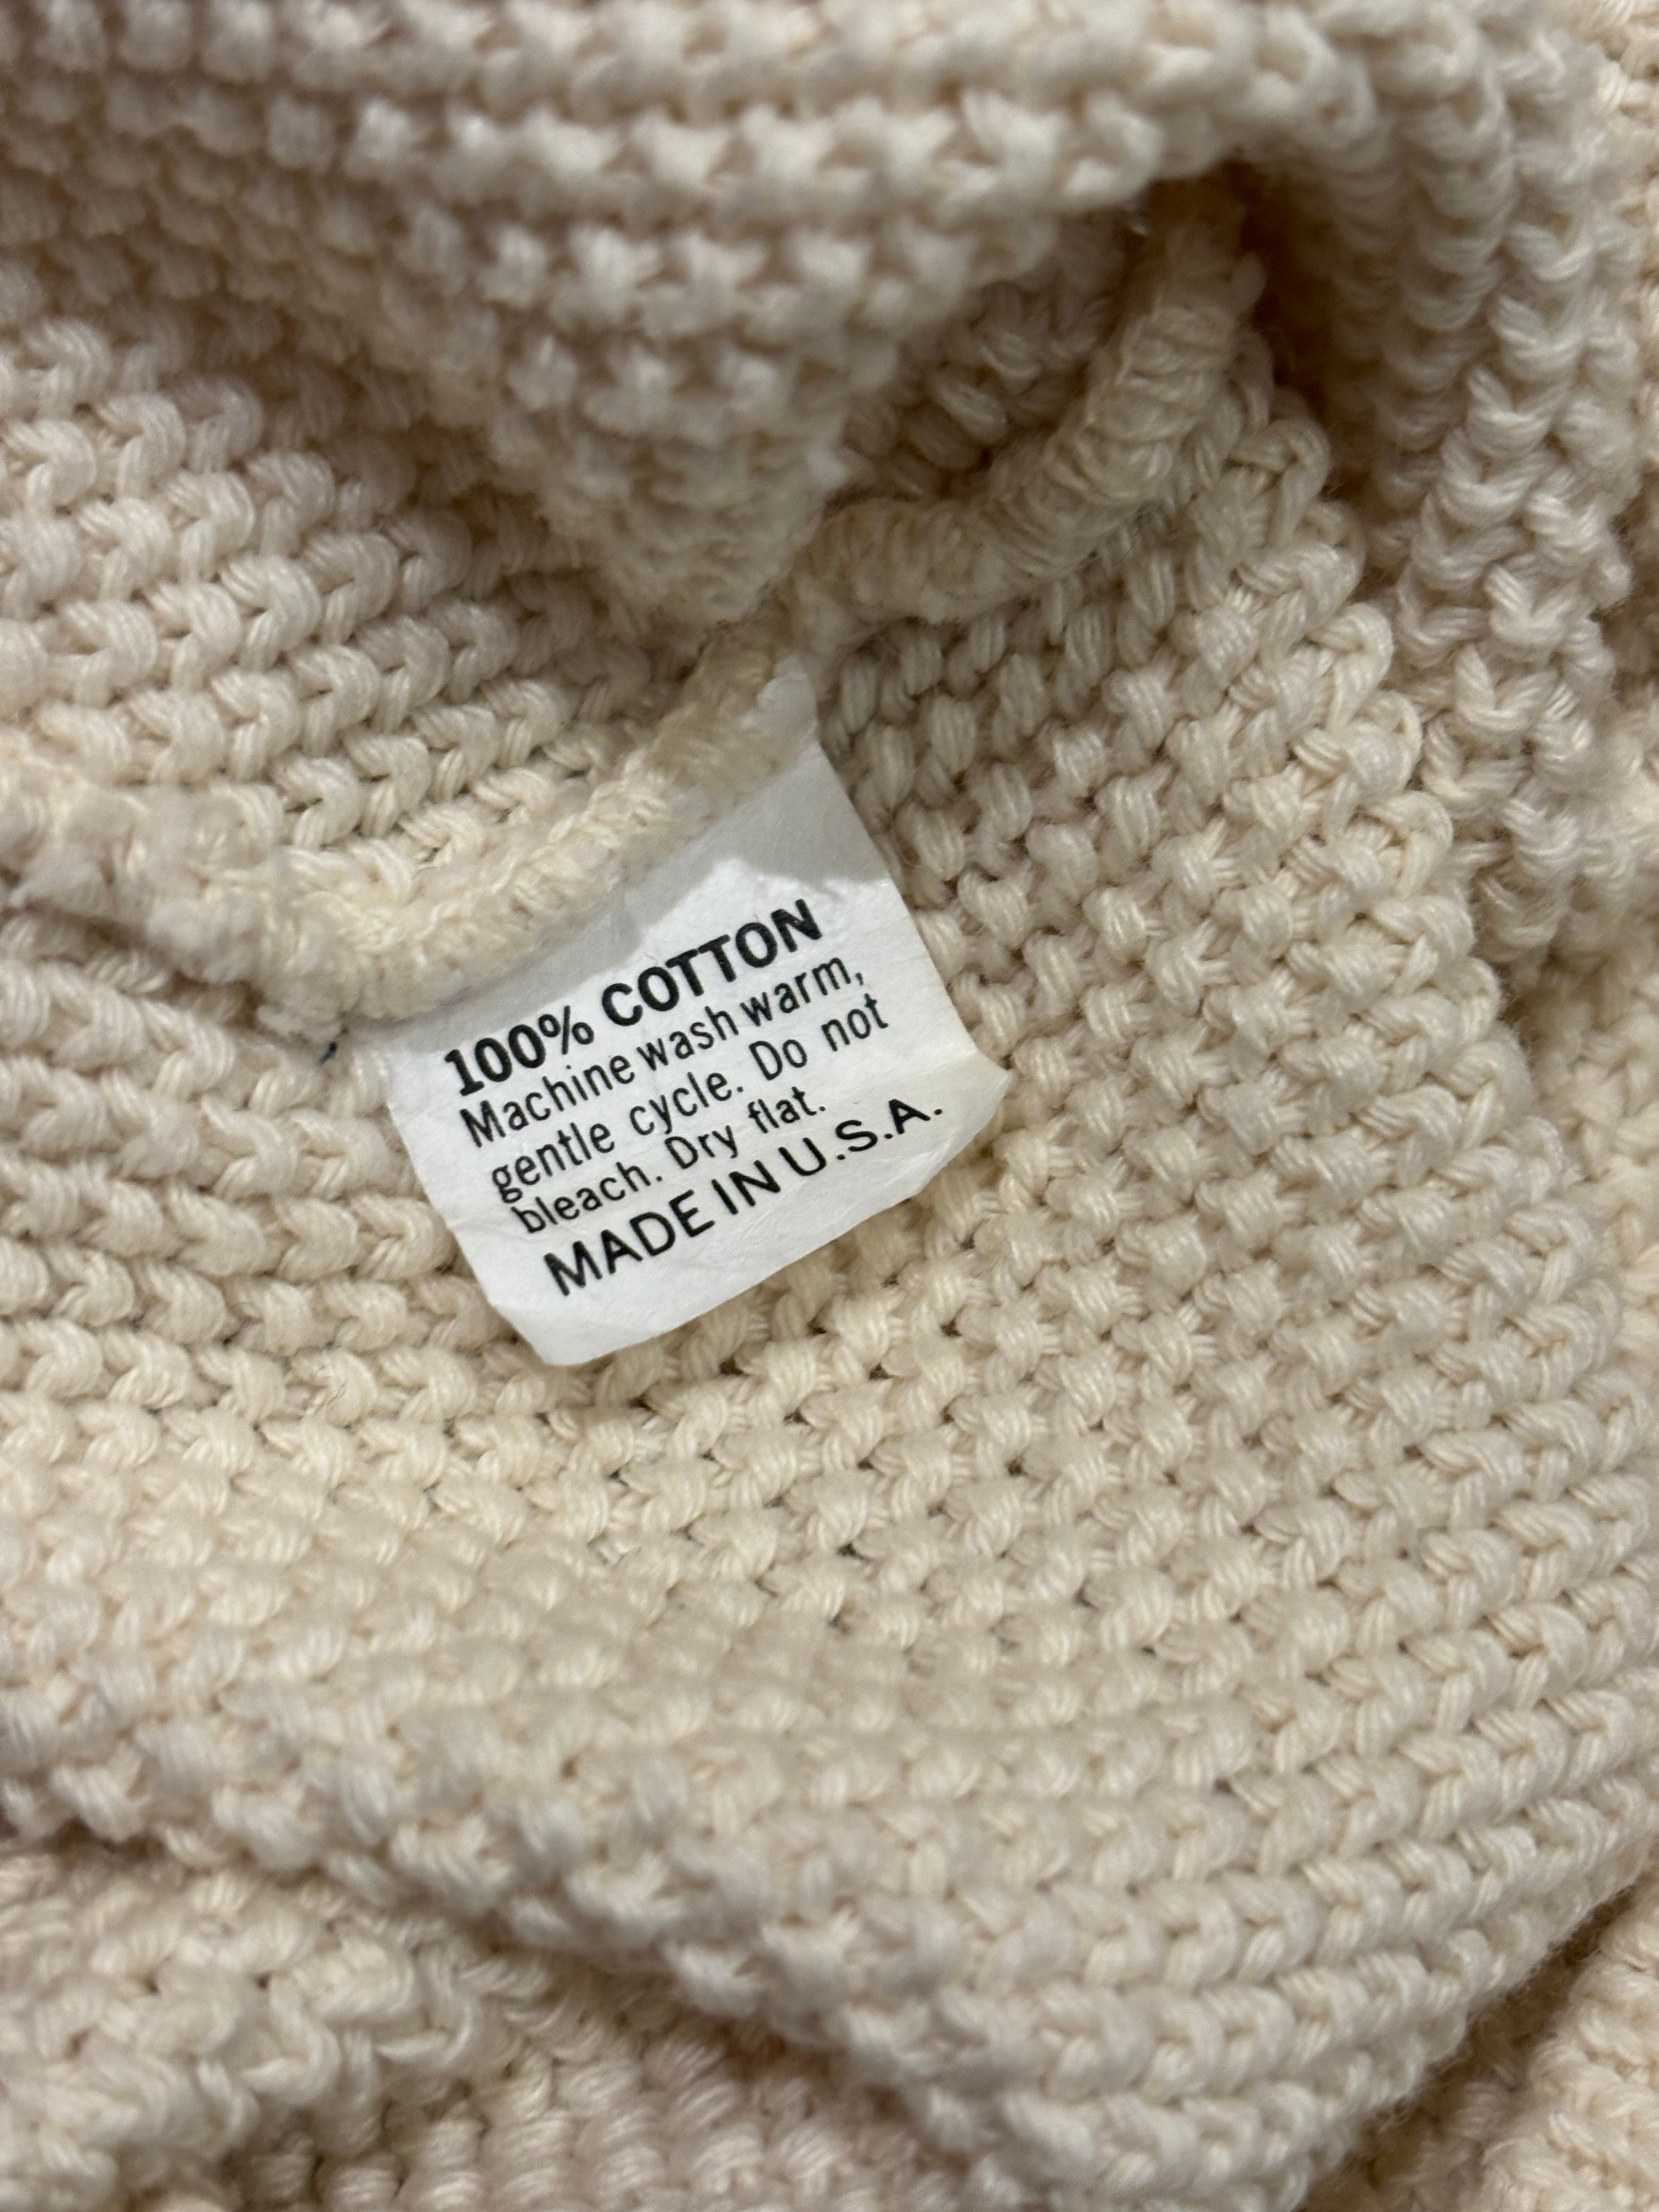 100% COTTON
Machine wash warm,
gentle cycle. Do not
bleach. Dry flat.
MADE IN U.S.A.